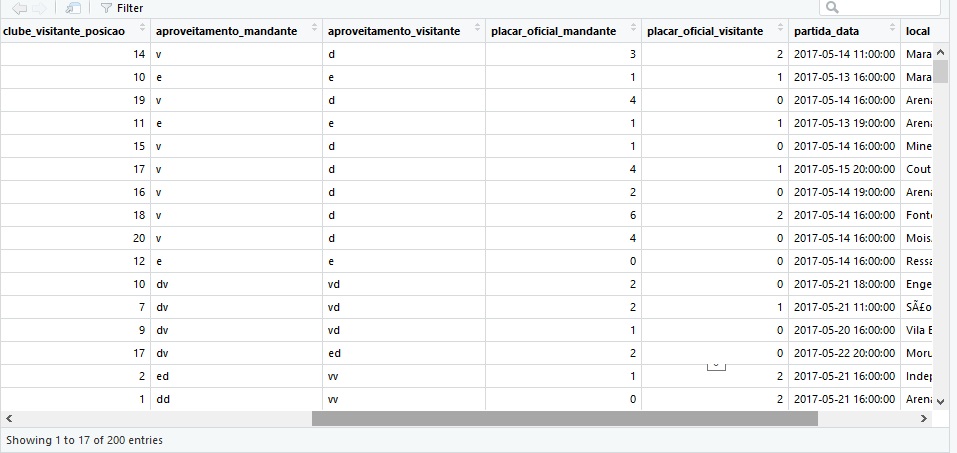 Filter
clube_visitante_posicao aproveitamento_mandante aproveitamento_visitante placar_oficial_mandante placar_oficial_visitante partida_data local
14 v d 3 2 2017-05-14 11:00:00 Mara
10 e e 1 1 2017-05-13 16:00:00 Mara
19 v d 4 0 2017-05-14 16:00:00 Arena
11 e e 1 1 2017-05-13 19:00:00 Arena
15 v d 1 0 2017-05-14 16:00:00 Mine
17 v d 4 1 2017-05-15 20:00:00 Cout
16 v d 2 0 2017-05-14 19:00:00 Arena
18 v d 6 2 2017-05-14 16:00:00 Font
20 v d 4 0 2017-05-14 16:00:00 Mois
12 e e 0 0 2017-05-14 16:00:00 Ressa
10 dv vd 2 0 2017-05-21 18:00:00 Enge
7 dv vd 2 1 2017-05-21 11:00:00 SÃ£o
9 dv vd 1 0 2017-05-20 16:00:00 Vila B
17 dv ed 2 0 2017-05-22 20:00:00 Moru
2 ed vv 1 2 2017-05-21 16:00:00 Indep
1 dd vv 0 2 2017-05-21 16:00:00 Arena
Showing 1 to 17 of 200 entries